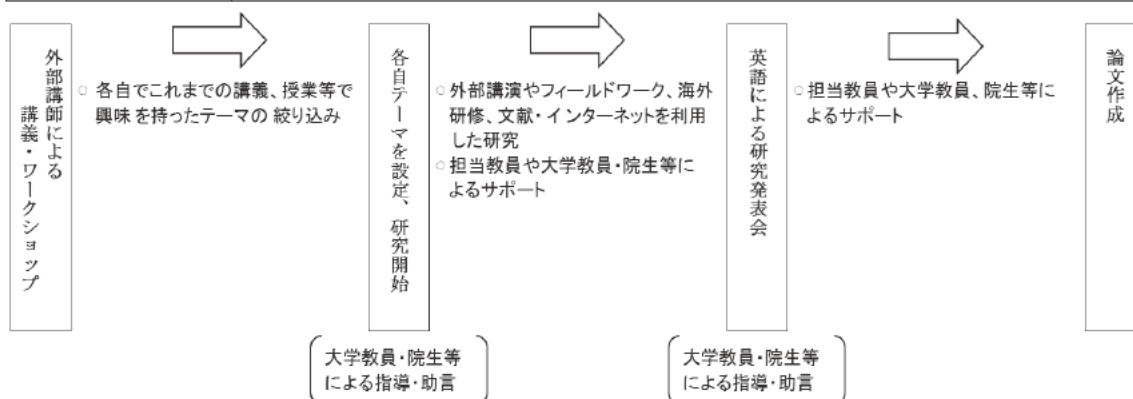 外部講師による
講義・ワークショップ
○ 各自でこれまでの講義、授業等で
興味を持ったテーマの 絞り込み
各自テーマを設定、研究開始
○ 外部講演やフィールドワーク、海外
研修、文献・インターネットを利用
した研究
○ 担当教員や大学教員・院生等に
よるサポート
英語による研究発表会
○ 担当教員や大学教員、院生等に
よるサポート
論文作成
大学教員・院生等
による指導・助言
大学教員・院生等
による指導・助言